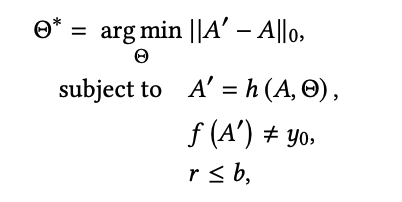 Θ* = arg min ||A′ − A||₀,
Θ
subject to A′ = h (A, Θ) ,
f (A′) ≠ y₀,
r ≤ b,